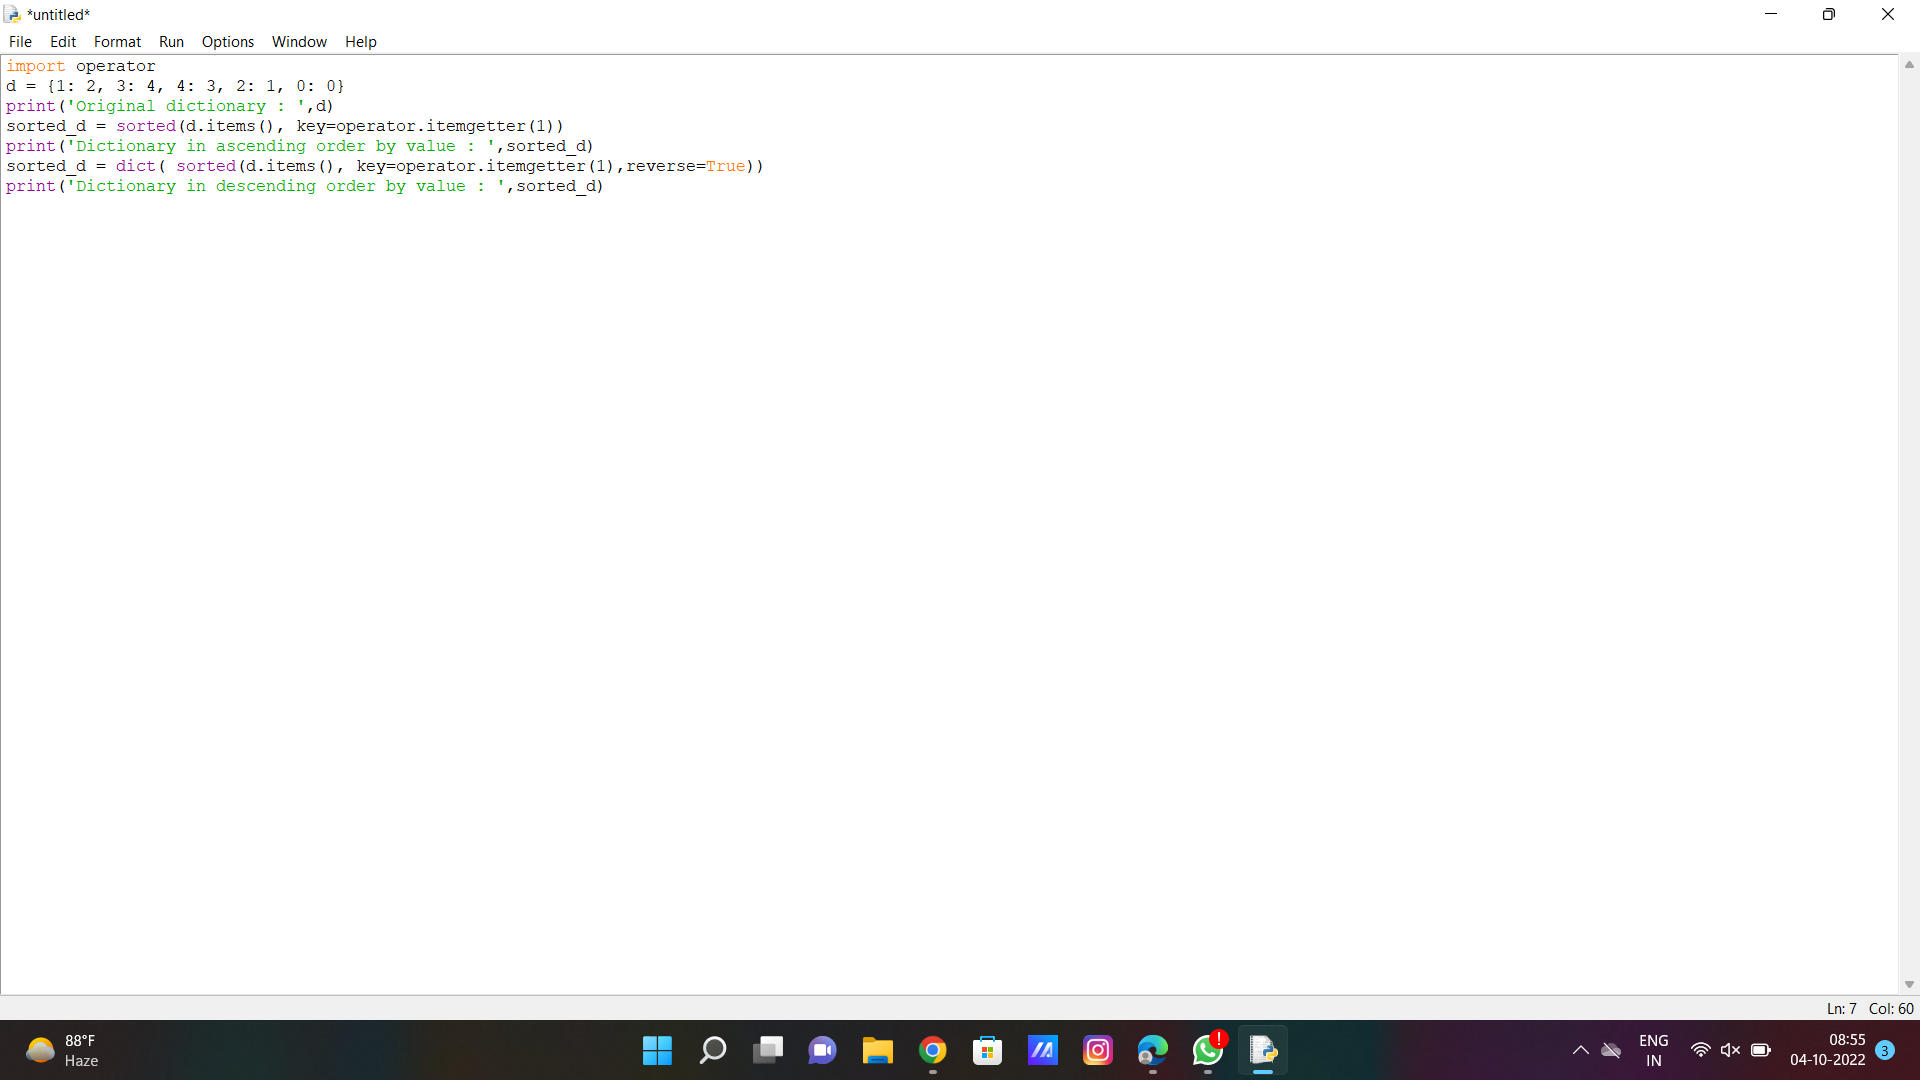 *untitled*
File Edit Format Run Options Window Help
import operator
d = {1: 2, 3: 4, 4: 3, 2: 1, 0: 0}
print('Original dictionary : ',d)
sorted_d = sorted(d.items(), key=operator.itemgetter(1))
print('Dictionary in ascending order by value : ',sorted_d)
sorted_d = dict( sorted(d.items(), key=operator.itemgetter(1),reverse=True))
print('Dictionary in descending order by value : ',sorted_d)
Ln: 7 Col: 60
88°F
Haze
ENG
IN
08:55
04-10-2022
3